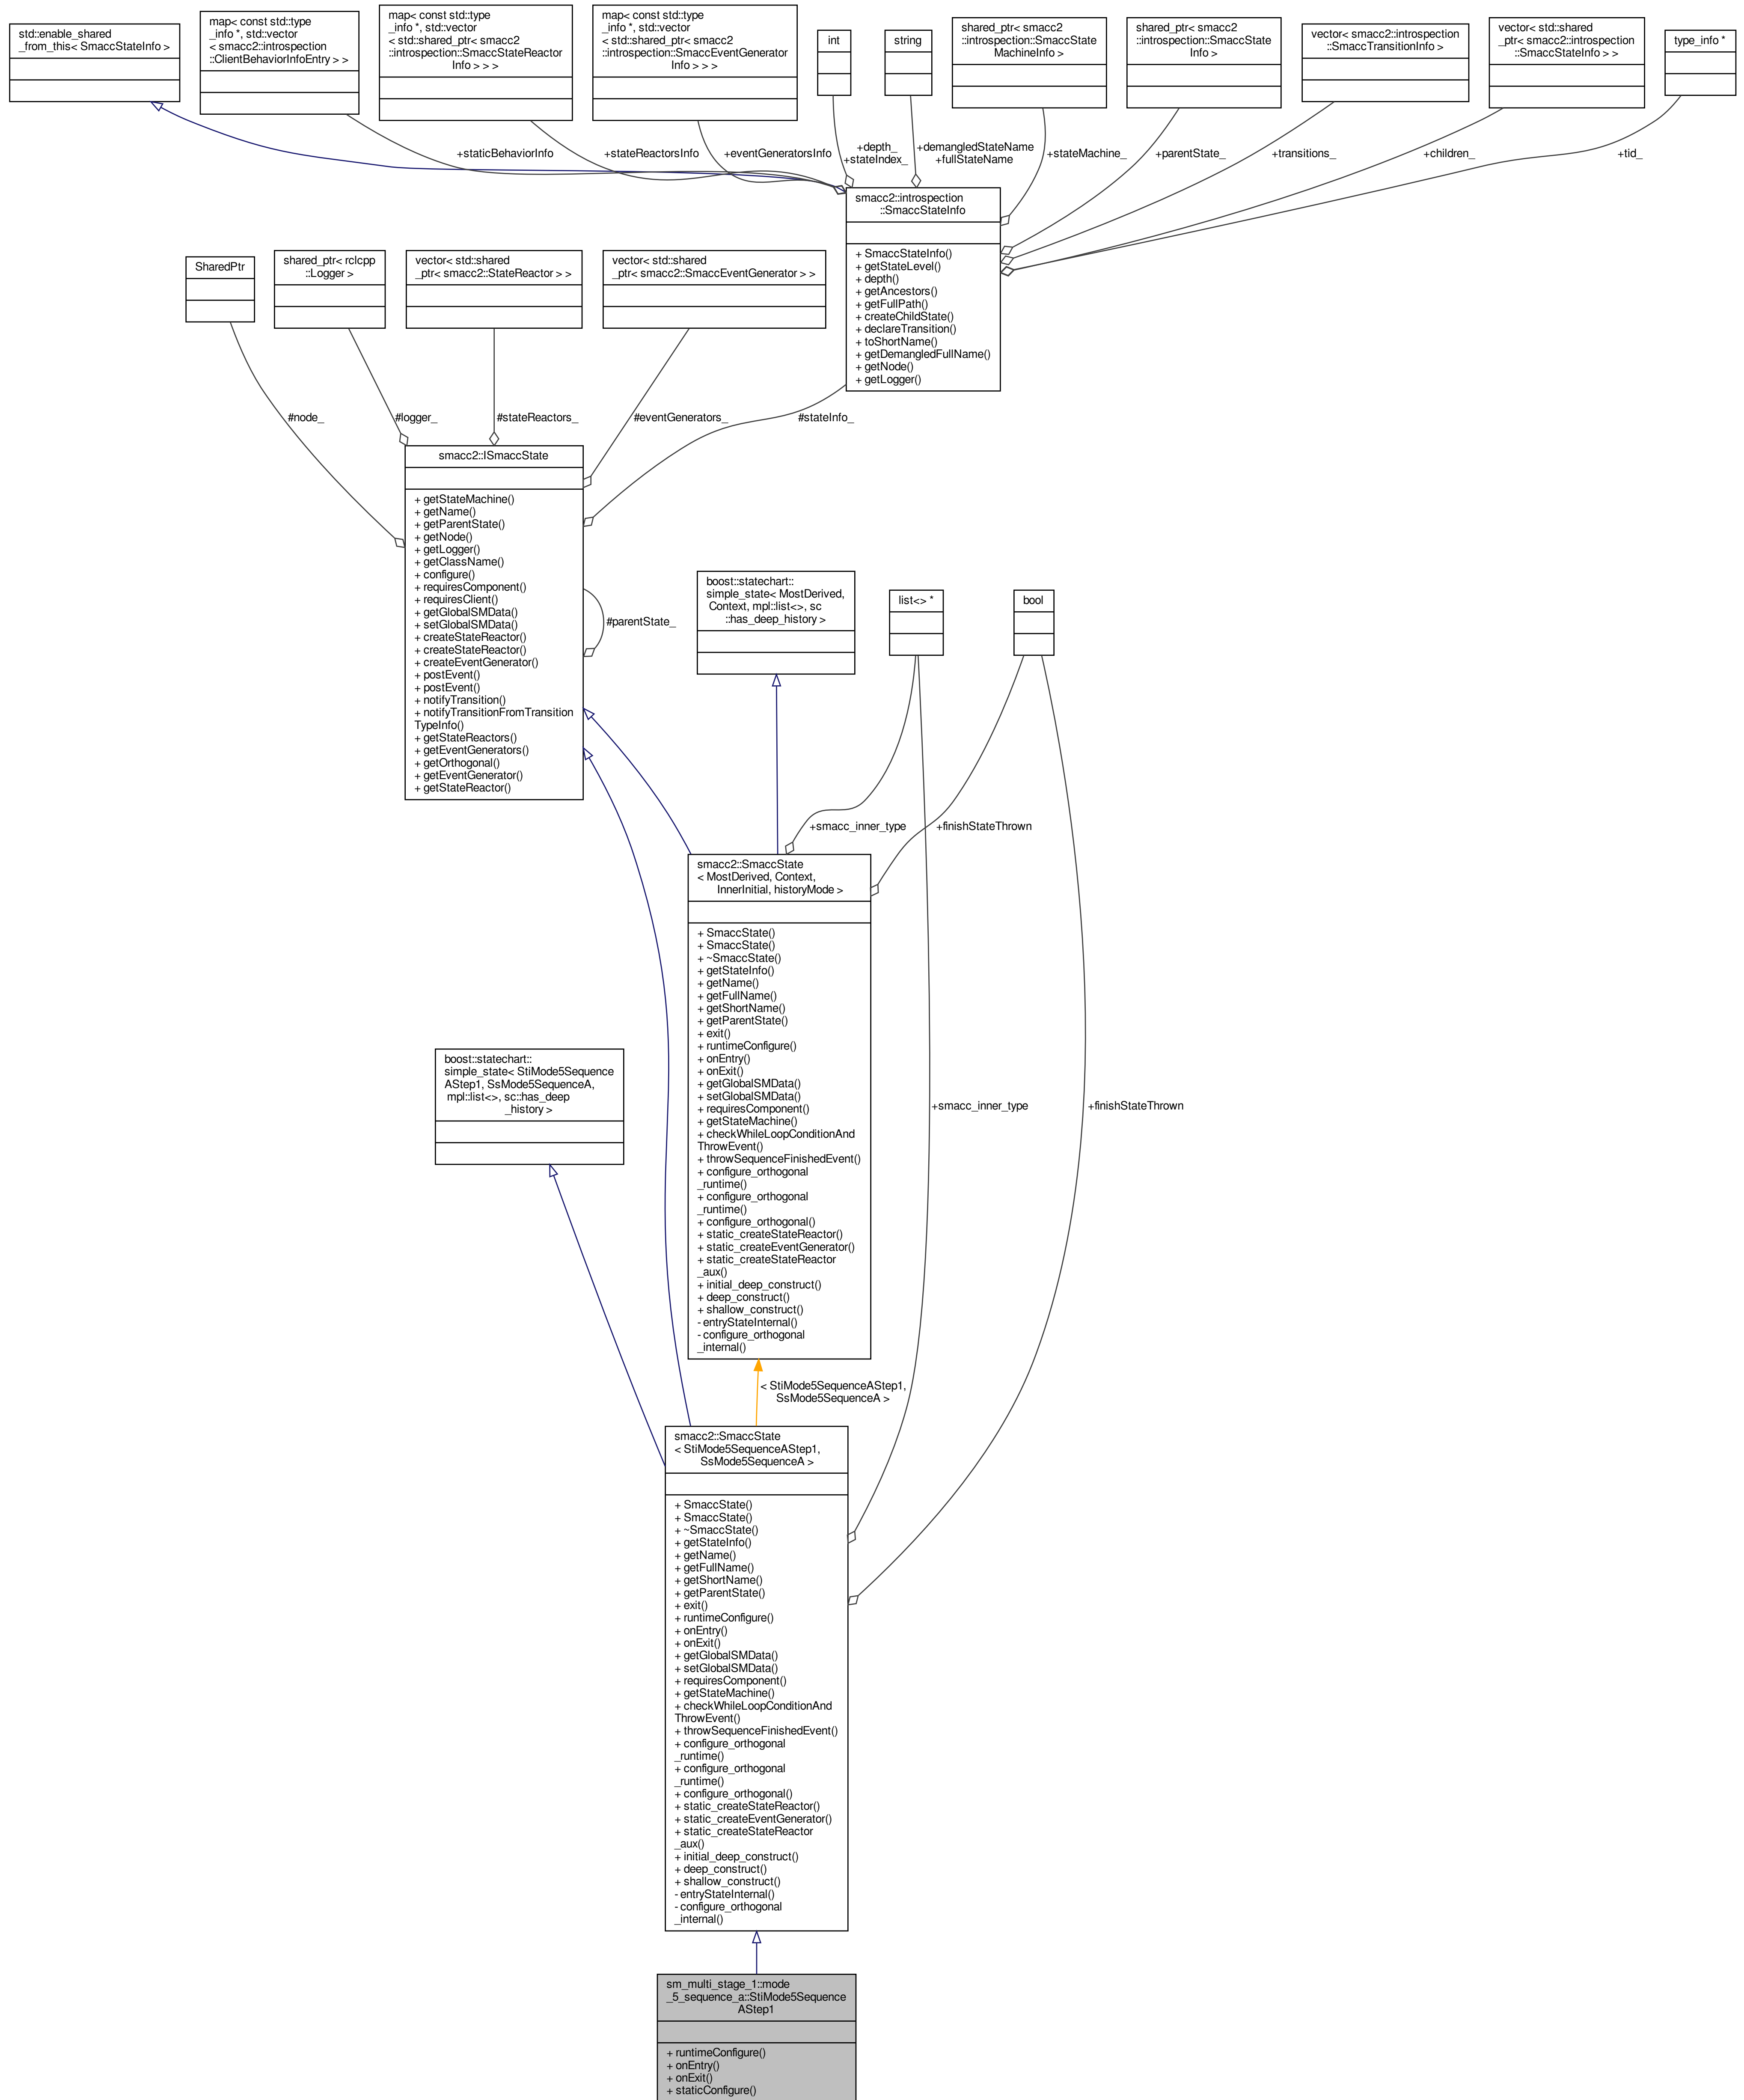 std::enable_shared
_from_this< SmaccStateInfo >
map< const std::type
_info *, std::vector
< smacc2::introspection
::ClientBehaviorInfoEntry > >
map< const std::type
_info *, std::vector
< std::shared_ptr< smacc2
::introspection::SmaccStateReactor
Info > > >
map< const std::type
_info *, std::vector
< std::shared_ptr< smacc2
::introspection::SmaccEventGenerator
Info > > >
int
string
shared_ptr< smacc2
::introspection::SmaccState
MachineInfo >
shared_ptr< smacc2
::introspection::SmaccState
Info >
vector< smacc2::introspection
::SmaccTransitionInfo >
vector< std::shared
_ptr< smacc2::introspection
::SmaccStateInfo > >
type_info *
+staticBehaviorInfo
+stateReactorsInfo
+eventGeneratorsInfo
+depth_
+stateIndex_
+demangledStateName
+fullStateName
+stateMachine_
+parentState_
+transitions_
+children_
+tid_
smacc2::introspection
::SmaccStateInfo
+ SmaccStateInfo()
+ getStateLevel()
+ depth()
+ getAncestors()
+ getFullPath()
+ createChildState()
+ declareTransition()
+ toShortName()
+ getDemangledFullName()
+ getNode()
+ getLogger()
SharedPtr
shared_ptr< rclcpp
::Logger >
vector< std::shared
_ptr< smacc2::StateReactor > >
vector< std::shared
_ptr< smacc2::SmaccEventGenerator > >
#node_
#logger_
#stateReactors_
#eventGenerators_
#stateInfo_
smacc2::ISmaccState
+ getStateMachine()
+ getName()
+ getParentState()
+ getNode()
+ getLogger()
+ getClassName()
+ configure()
+ requiresComponent()
+ requiresClient()
+ getGlobalSMData()
+ setGlobalSMData()
+ createStateReactor()
+ createStateReactor()
+ createEventGenerator()
+ postEvent()
+ postEvent()
+ notifyTransition()
+ notifyTransitionFromTransition
TypeInfo()
+ getStateReactors()
+ getEventGenerators()
+ getOrthogonal()
+ getEventGenerator()
+ getStateReactor()
#parentState_
boost::statechart::
simple_state< MostDerived,
Context, mpl::list<>, sc
::has_deep_history >
list<> *
bool
+smacc_inner_type
+finishStateThrown
smacc2::SmaccState
< MostDerived, Context,
InnerInitial, historyMode >
+ SmaccState()
+ SmaccState()
+ ~SmaccState()
+ getStateInfo()
+ getName()
+ getFullName()
+ getShortName()
+ getParentState()
+ exit()
+ runtimeConfigure()
+ onEntry()
+ onExit()
+ getGlobalSMData()
+ setGlobalSMData()
+ requiresComponent()
+ getStateMachine()
+ checkWhileLoopConditionAnd
ThrowEvent()
+ throwSequenceFinishedEvent()
+ configure_orthogonal
_runtime()
+ configure_orthogonal
_runtime()
+ configure_orthogonal()
+ static_createStateReactor()
+ static_createEventGenerator()
+ static_createStateReactor
_aux()
+ initial_deep_construct()
+ deep_construct()
+ shallow_construct()
- entryStateInternal()
- configure_orthogonal
_internal()
boost::statechart::
simple_state< StiMode5Sequence
AStep1, SsMode5SequenceA,
mpl::list<>, sc::has_deep
_history >
+smacc_inner_type
+finishStateThrown
< StiMode5SequenceAStep1,
SsMode5SequenceA >
smacc2::SmaccState
< StiMode5SequenceAStep1,
SsMode5SequenceA >
+ SmaccState()
+ SmaccState()
+ ~SmaccState()
+ getStateInfo()
+ getName()
+ getFullName()
+ getShortName()
+ getParentState()
+ exit()
+ runtimeConfigure()
+ onEntry()
+ onExit()
+ getGlobalSMData()
+ setGlobalSMData()
+ requiresComponent()
+ getStateMachine()
+ checkWhileLoopConditionAnd
ThrowEvent()
+ throwSequenceFinishedEvent()
+ configure_orthogonal
_runtime()
+ configure_orthogonal
_runtime()
+ configure_orthogonal()
+ static_createStateReactor()
+ static_createEventGenerator()
+ static_createStateReactor
_aux()
+ initial_deep_construct()
+ deep_construct()
+ shallow_construct()
- entryStateInternal()
- configure_orthogonal
_internal()
sm_multi_stage_1::mode
_5_sequence_a::StiMode5Sequence
AStep1
+ runtimeConfigure()
+ onEntry()
+ onExit()
+ staticConfigure()